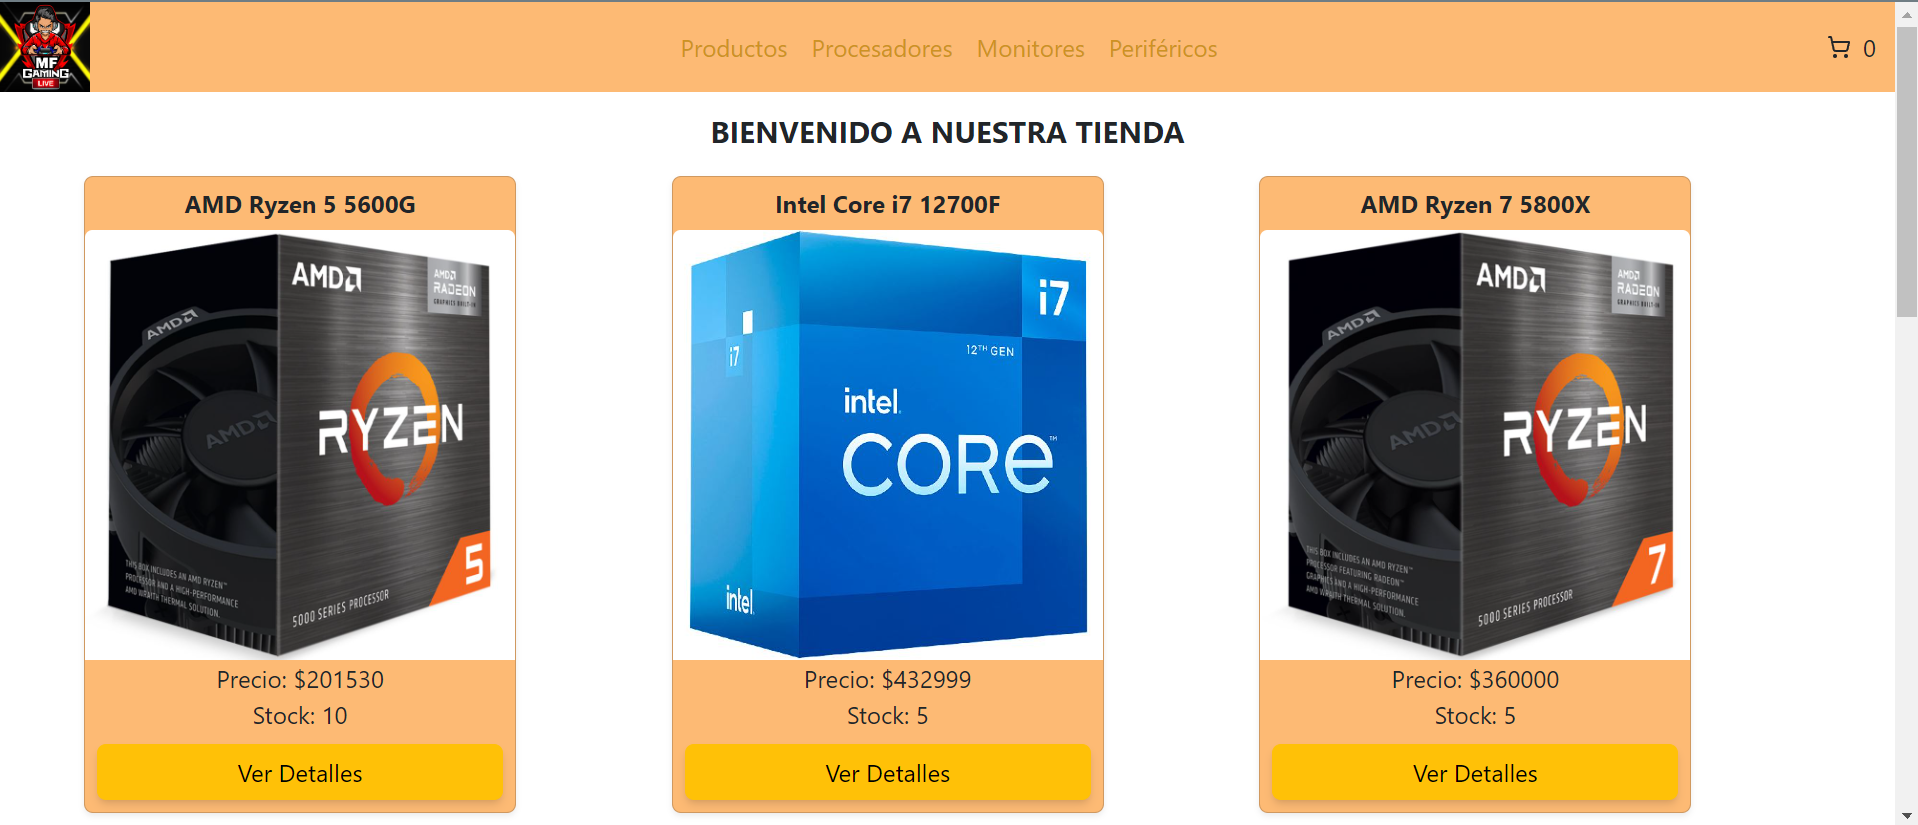 MF
GAMING
LIVE
Productos Procesadores Monitores Periféricos
0
BIENVENIDO A NUESTRA TIENDA
AMD Ryzen 5 5600G
AMD
AMD
RADEON
GRAPHICS BUILT-IN
AMD
AMD
RYZEN
5
THIS BOX INCLUDES AN AMD RYZEN™
PROCESSOR AND A HIGH-PERFORMANCE
AMD WRAITH THERMAL SOLUTION.
5000 SERIES PROCESSOR
Precio: $201530
Stock: 10
Ver Detalles
Intel Core i7 12700F
i7
i7
12TH GEN
intel.
CORE™
intel.
Precio: $432999
Stock: 5
Ver Detalles
AMD Ryzen 7 5800X
AMD
AMD
RADEON
GRAPHICS BUILT-IN
AMD
AMD
RYZEN
7
THIS BOX INCLUDES AN AMD RYZEN™
PROCESSOR FEATURING RADEON™
GRAPHICS AND A HIGH-PERFORMANCE
AMD WRAITH THERMAL SOLUTION.
5000 SERIES PROCESSOR
Precio: $360000
Stock: 5
Ver Detalles